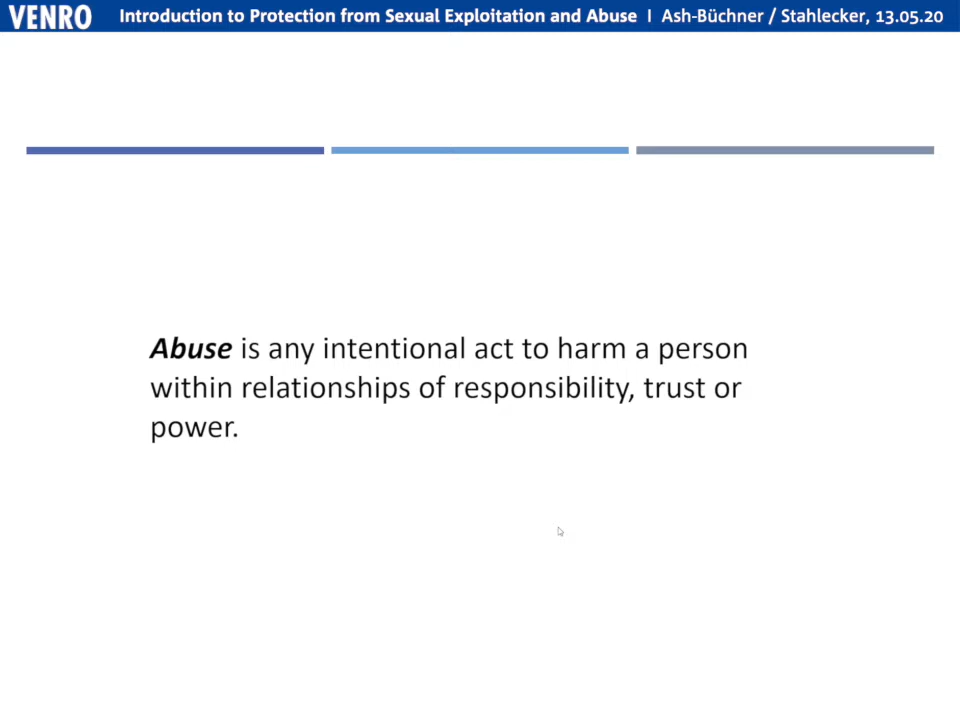 VENRO Introduction to Protection from Sexual Exploitation and Abuse I Ash-Büchner / Stahlecker, 13.05.20
Abuse is any intentional act to harm a person
within relationships of responsibility, trust or
power.